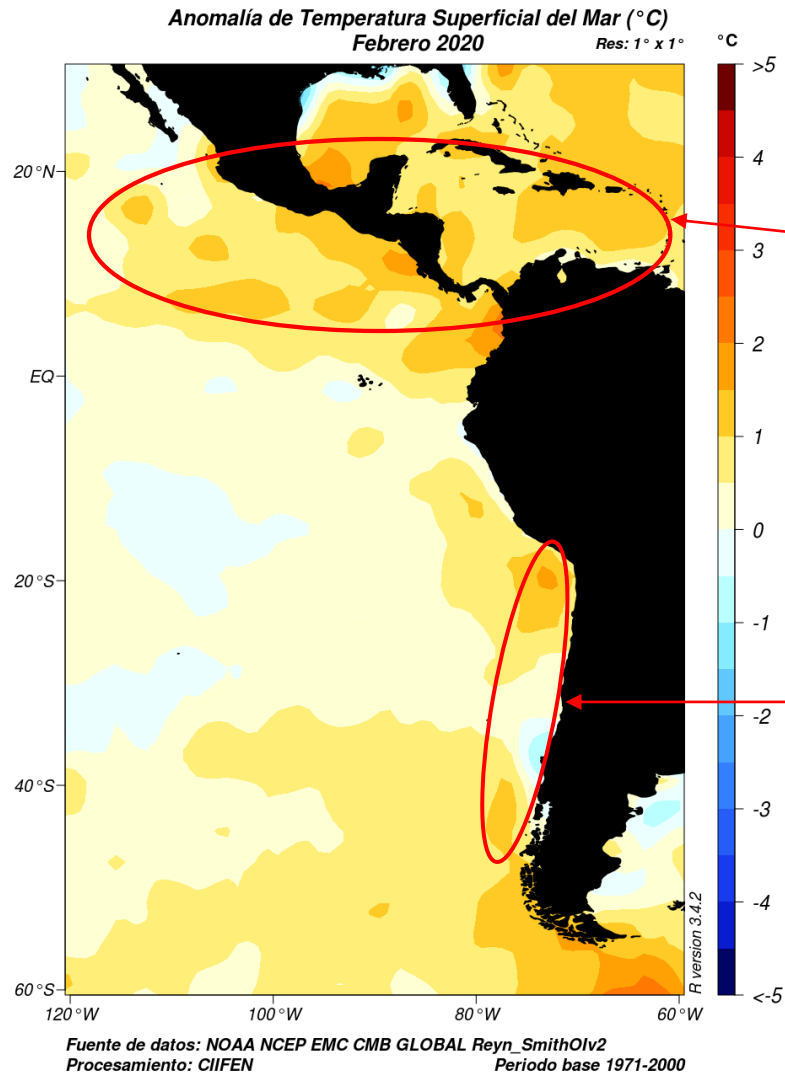 Anomalía de Temperatura Superficial del Mar (°C)
Febrero 2020
Res: 1° x 1°
°C
>5
4
3
2
1
0
-1
-2
-3
-4
<-5
20°N
EQ
20°S
40°S
60°S
120°W
100°W
80°W
60°W
R version 3.4.2
Fuente de datos: NOAA NCEP EMC CMB GLOBAL Reyn_SmithOIv2
Procesamiento: CIIFEN
Periodo base 1971-2000